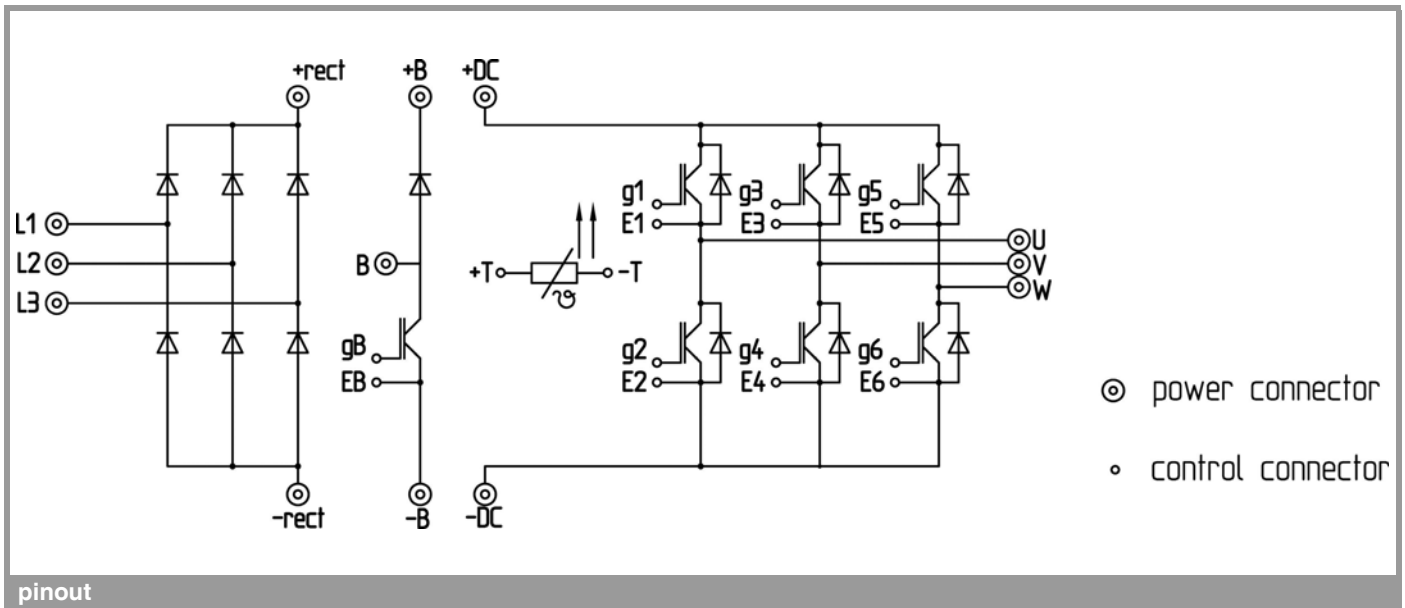 +rect +B +DC
g1 g3 g5
L1 E1 E3 E5
U
L2 B +T -T V
ϑ
W
L3
gB g2 g4 g6
EB E2 E4 E6
power connector
control connector
-rect -B -DC
pinout